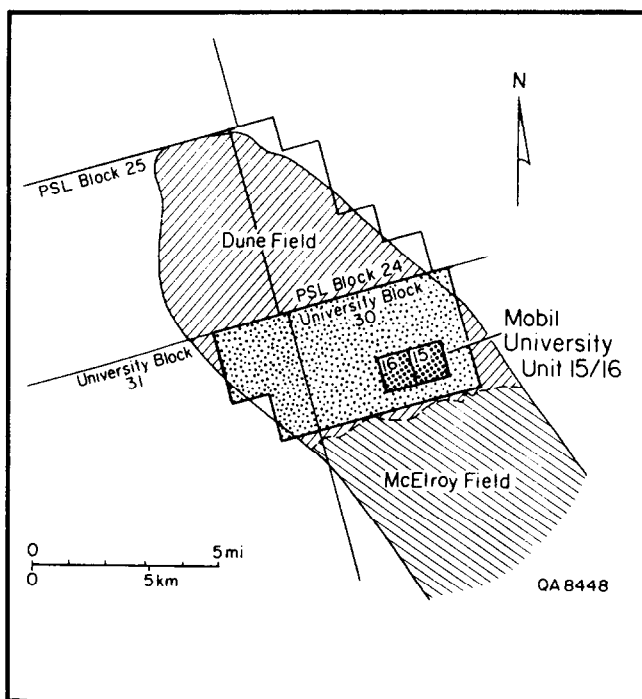 N
PSL Block 25
Dune Field
PSL Block 24
University Block
30
Mobil
University
Unit 15/16
16
15
University Block
31
McElroy Field
0
5 mi
0
5 km
QA 8448